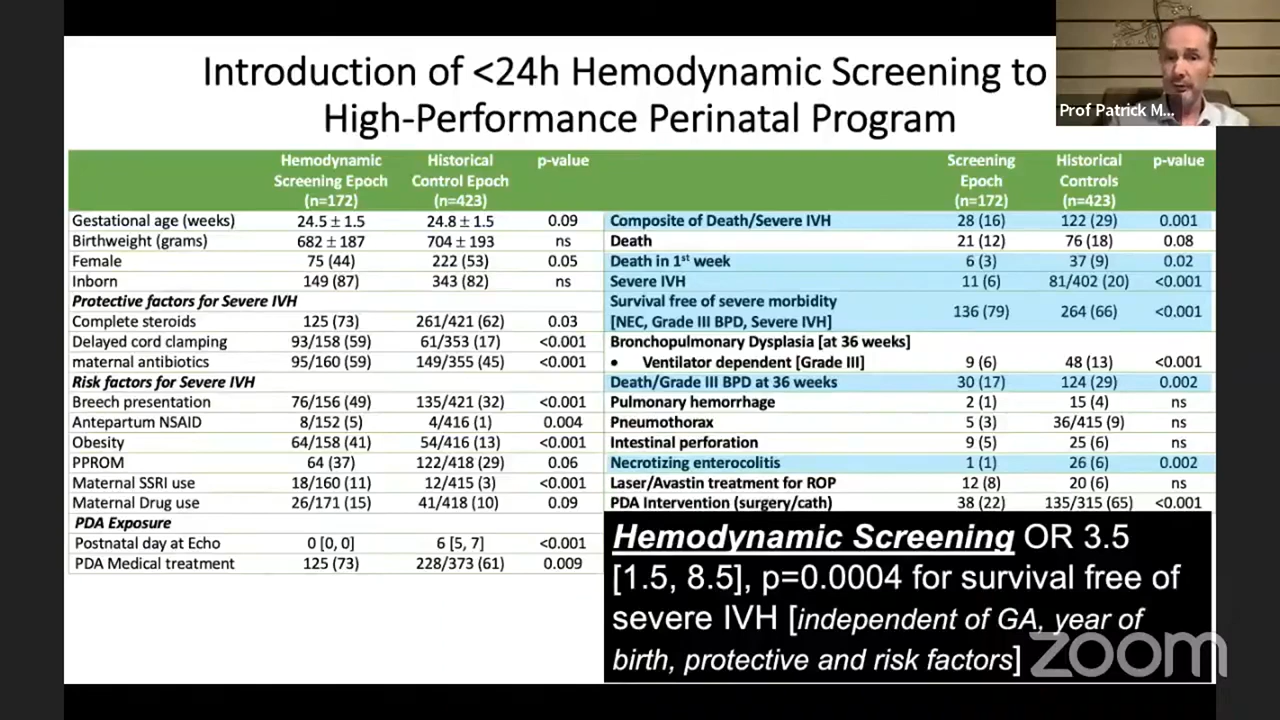 Introduction of <24h Hemodynamic Screening to
High-Performance Perinatal Program
Prof Patrick M...
Hemodynamic Screening Epoch (n=172) Historical Control Epoch (n=423) p-value
Gestational age (weeks) 24.5 ± 1.5 24.8 ± 1.5 0.09
Birthweight (grams) 682 ± 187 704 ± 193 ns
Female 75 (44) 222 (53) 0.05
Inborn 149 (87) 343 (82) ns
Protective factors for Severe IVH
Complete steroids 125 (73) 261/421 (62) 0.03
Delayed cord clamping 93/158 (59) 61/353 (17) <0.001
maternal antibiotics 95/160 (59) 149/355 (45) <0.001
Risk factors for Severe IVH
Breech presentation 76/156 (49) 135/421 (32) <0.001
Antepartum NSAID 8/152 (5) 4/416 (1) 0.004
Obesity 64/158 (41) 54/416 (13) <0.001
PPROM 64 (37) 122/418 (29) 0.06
Maternal SSRI use 18/160 (11) 12/415 (3) <0.001
Maternal Drug use 26/171 (15) 41/418 (10) 0.09
PDA Exposure
Postnatal day at Echo 0 [0, 0] 6 [5, 7] <0.001
PDA Medical treatment 125 (73) 228/373 (61) 0.009
Screening Epoch (n=172) Historical Controls (n=423) p-value
Composite of Death/Severe IVH 28 (16) 122 (29) 0.001
Death 21 (12) 76 (18) 0.08
Death in 1st week 6 (3) 37 (9) 0.02
Severe IVH 11 (6) 81/402 (20) <0.001
Survival free of severe morbidity
[NEC, Grade III BPD, Severe IVH] 136 (79) 264 (66) <0.001
Bronchopulmonary Dysplasia [at 36 weeks]
• Ventilator dependent [Grade III] 9 (6) 48 (13) <0.001
Death/Grade III BPD at 36 weeks 30 (17) 124 (29) 0.002
Pulmonary hemorrhage 2 (1) 15 (4) ns
Pneumothorax 5 (3) 36/415 (9) ns
Intestinal perforation 9 (5) 25 (6) ns
Necrotizing enterocolitis 1 (1) 26 (6) 0.002
Laser/Avastin treatment for ROP 12 (8) 20 (6) ns
PDA Intervention (surgery/cath) 38 (22) 135/315 (65) <0.001
Hemodynamic Screening OR 3.5
[1.5, 8.5], p=0.0004 for survival free of
severe IVH [independent of GA, year of
birth, protective and risk factors]
zoom